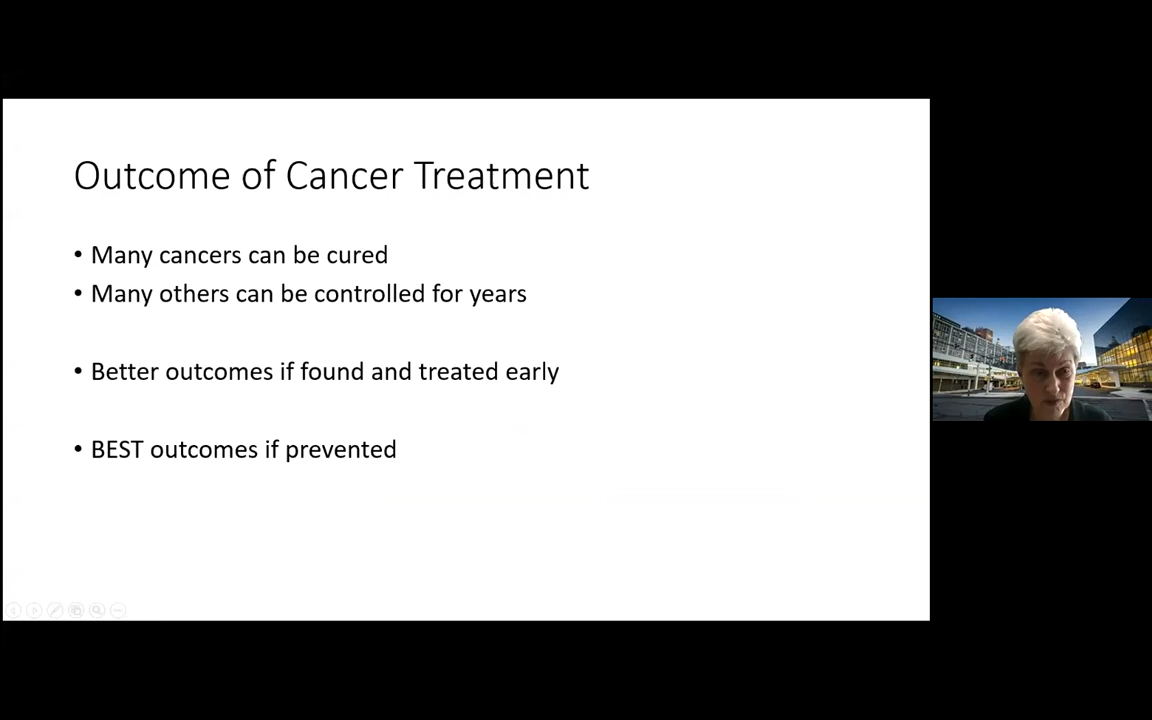 Outcome of Cancer Treatment
• Many cancers can be cured
• Many others can be controlled for years
• Better outcomes if found and treated early
• BEST outcomes if prevented